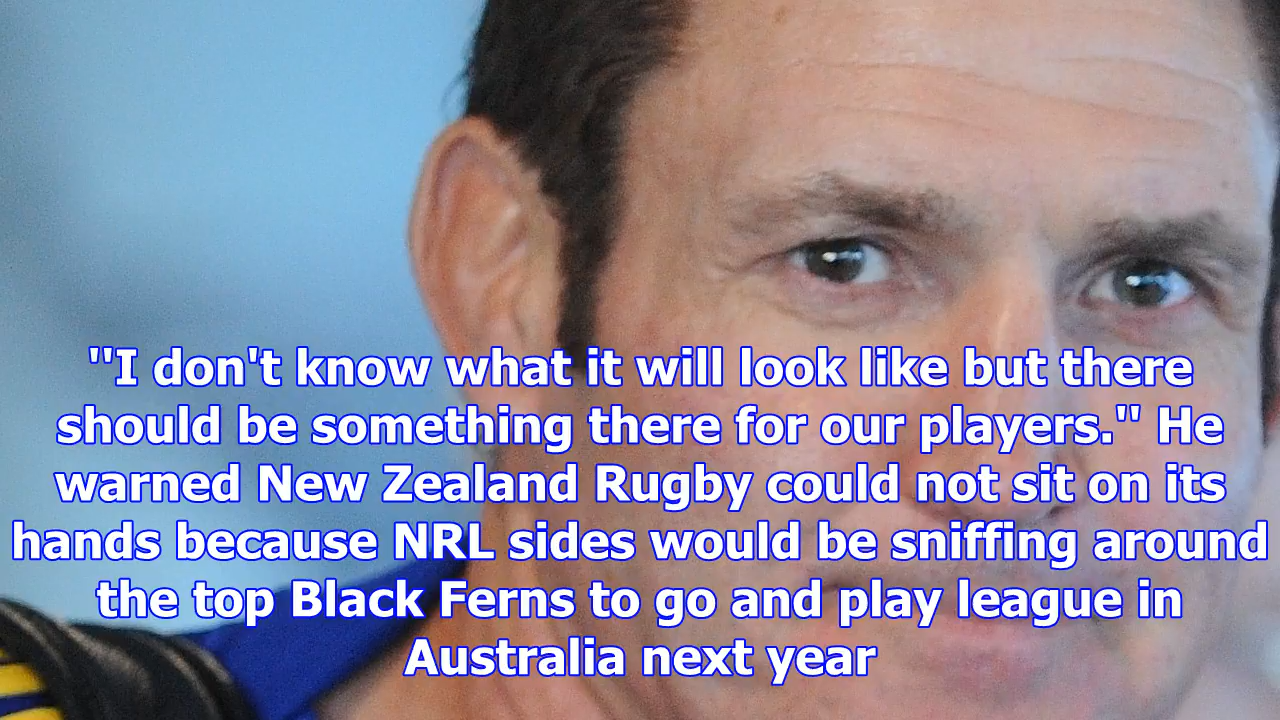 "I don't know what it will look like but there
should be something there for our players." He
warned New Zealand Rugby could not sit on its
hands because NRL sides would be sniffing around
the top Black Ferns to go and play league in
Australia next year